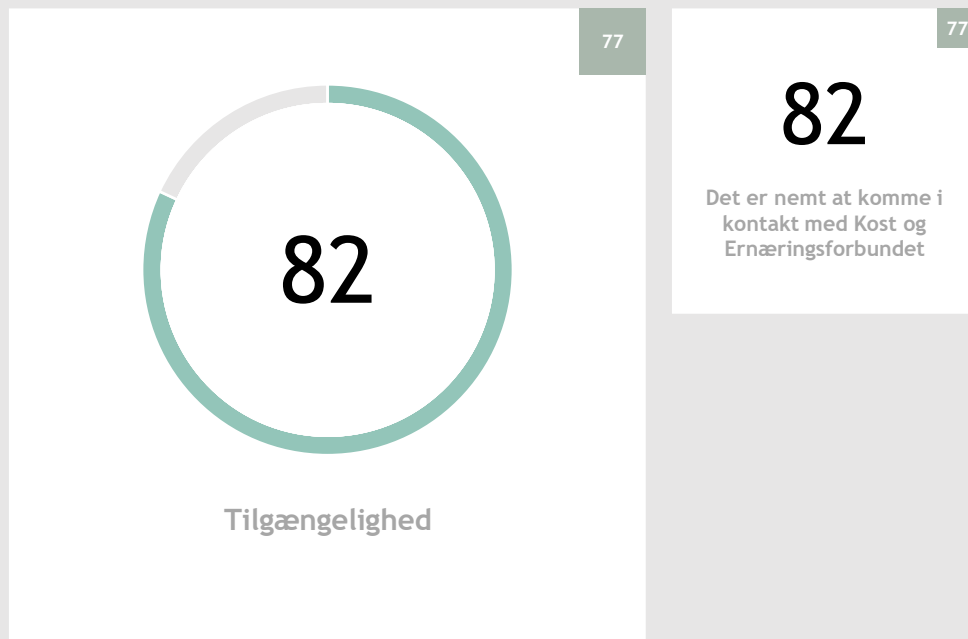 77
82
Tilgængelighed
77
82
Det er nemt at komme i
kontakt med Kost og
Ernæringsforbundet